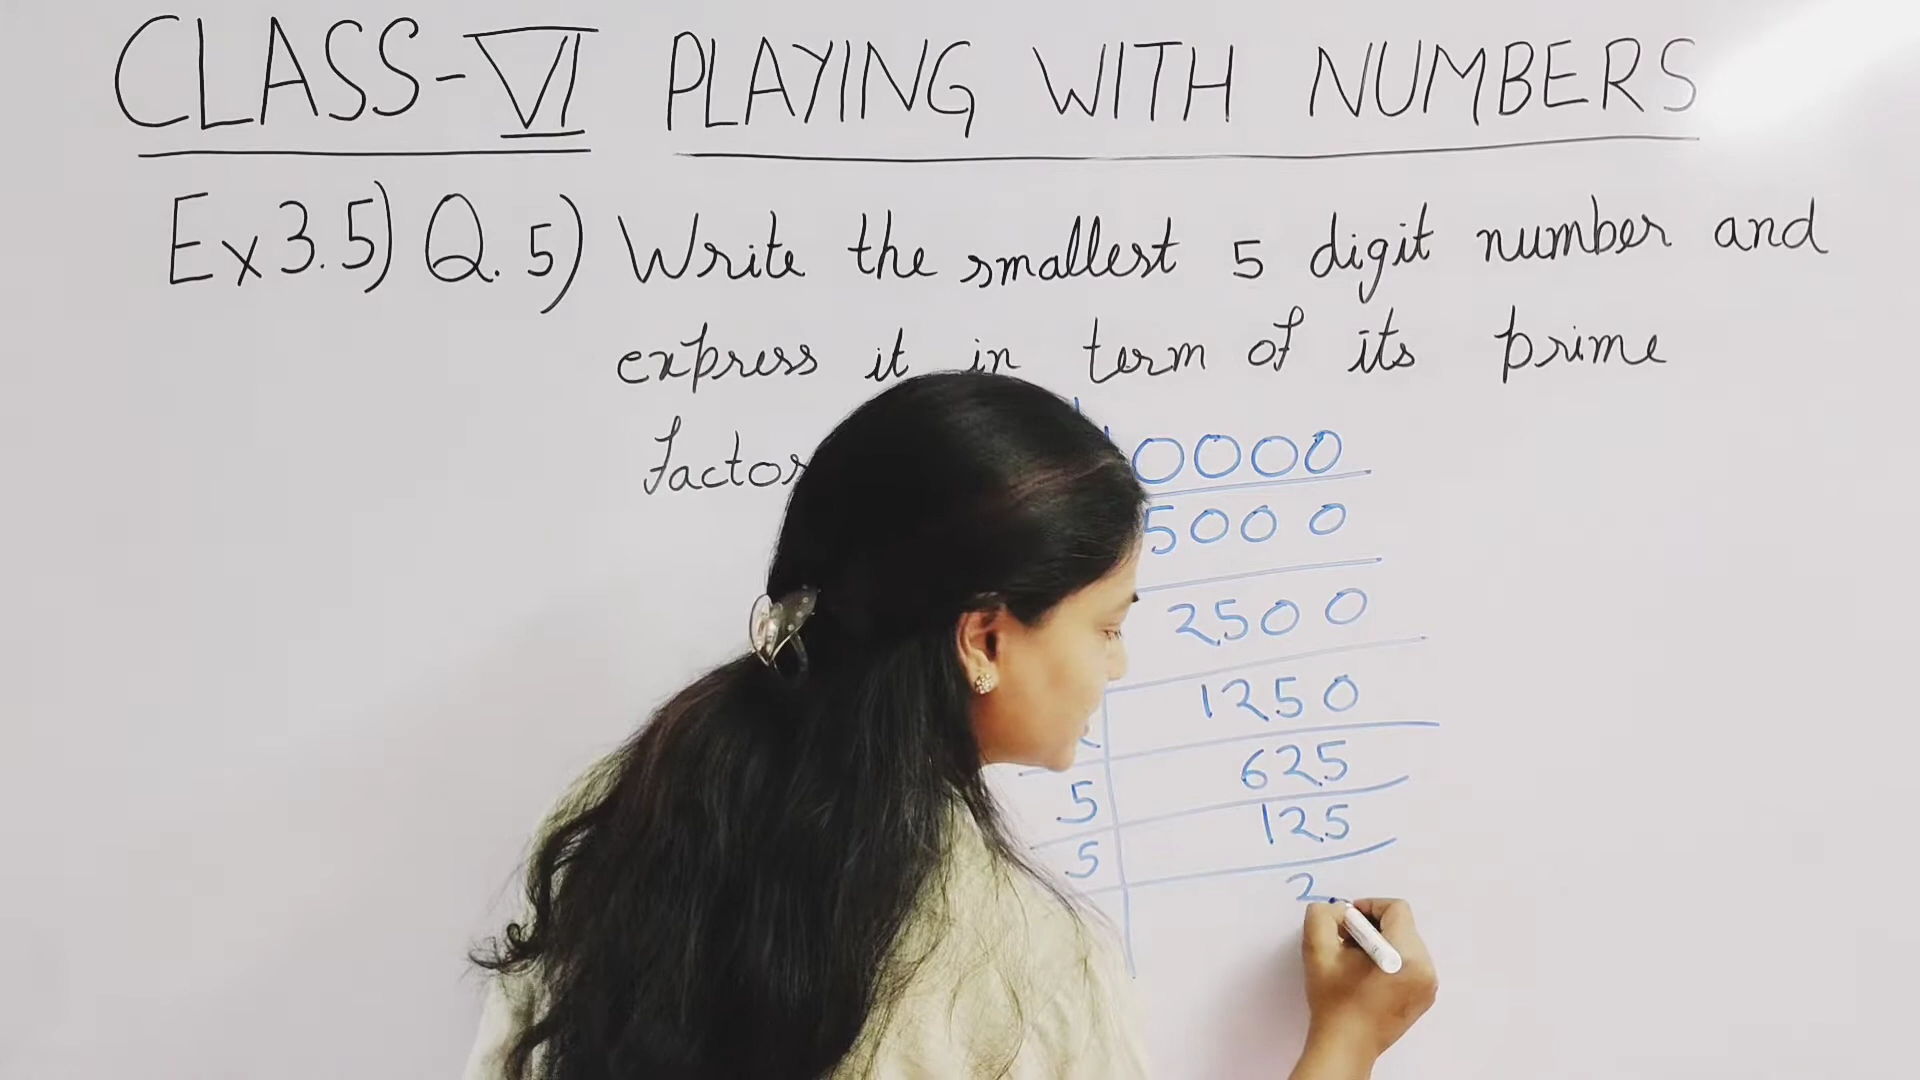 CLASS-VI PLAYING WITH NUMBERS
Ex 3.5) Q.5) Write the smallest 5 digit number and
express it in term of its prime
factor
0000
5000
2500
1250
625
5 125
5 2